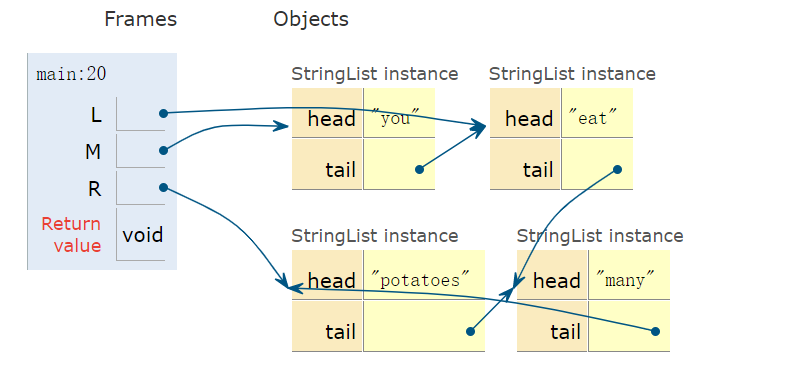 Frames Objects
main:20
L
M
R
Return
value
void
StringList instance
head "you"
tail
StringList instance
head "eat"
tail
StringList instance
head "potatoes"
tail
StringList instance
head "many"
tail